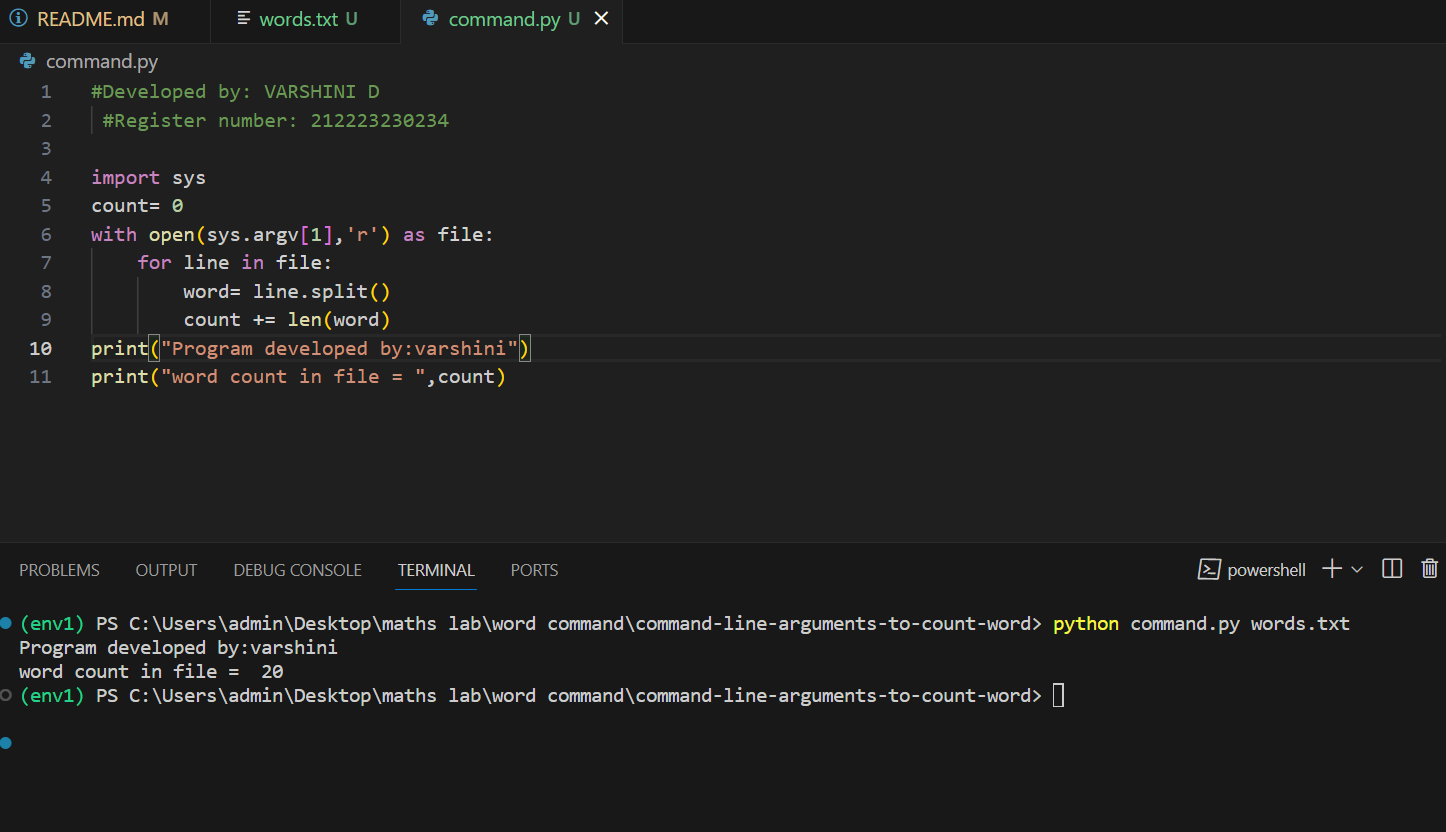 README.md M words.txt U command.py U
command.py
1 #Developed by: VARSHINI D
2  #Register number: 212223230234
3
4 import sys
5 count= 0
6 with open(sys.argv[1],'r') as file:
7     for line in file:
8         word= line.split()
9         count += len(word)
10 print("Program developed by:varshini")
11 print("word count in file = ",count)
PROBLEMS OUTPUT DEBUG CONSOLE TERMINAL PORTS powershell
(env1) PS C:\Users\admin\Desktop\maths lab\word command\command-line-arguments-to-count-word> python command.py words.txt
Program developed by:varshini
word count in file =  20
(env1) PS C:\Users\admin\Desktop\maths lab\word command\command-line-arguments-to-count-word>